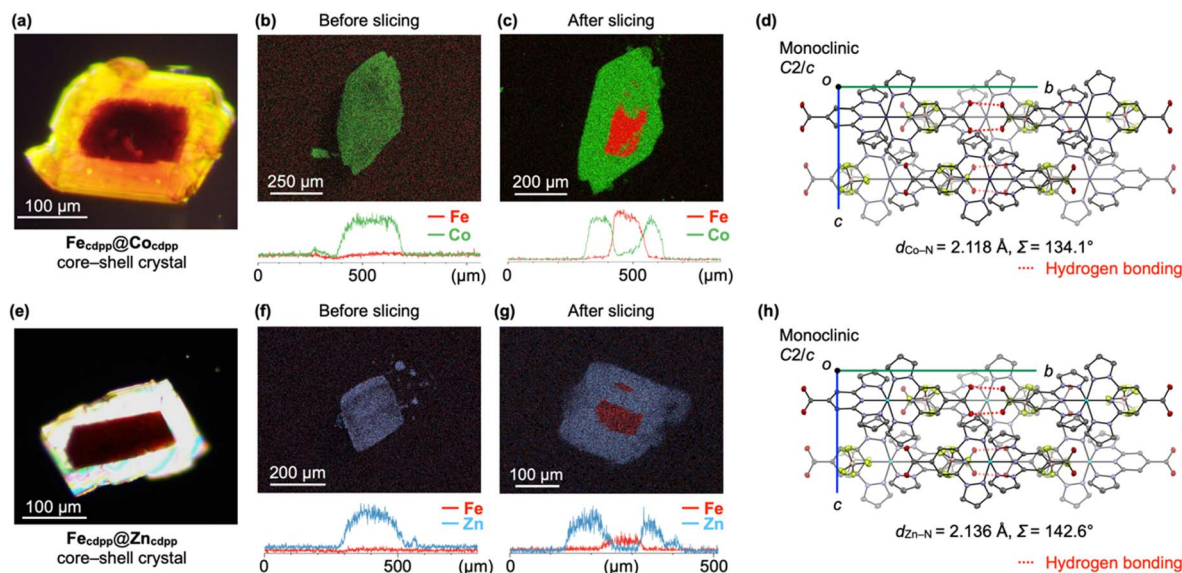 (a)
100 μm
Fecdpp@Cocdpp
core–shell crystal
(b) Before slicing
250 μm
Fe
Co
0 500 (μm)
(c) After slicing
200 μm
Fe
Co
0 500 (μm)
(d)
Monoclinic
C2/c
o b
c
dCo–N = 2.118 Å, Σ = 134.1°
Hydrogen bonding
(e)
100 μm
Fecdpp@Zncdpp
core–shell crystal
(f) Before slicing
200 μm
Fe
Zn
0 500 (μm)
(g) After slicing
100 μm
Fe
Zn
0 (μm) 500
(h)
Monoclinic
C2/c
o b
c
dZn–N = 2.136 Å, Σ = 142.6°
Hydrogen bonding